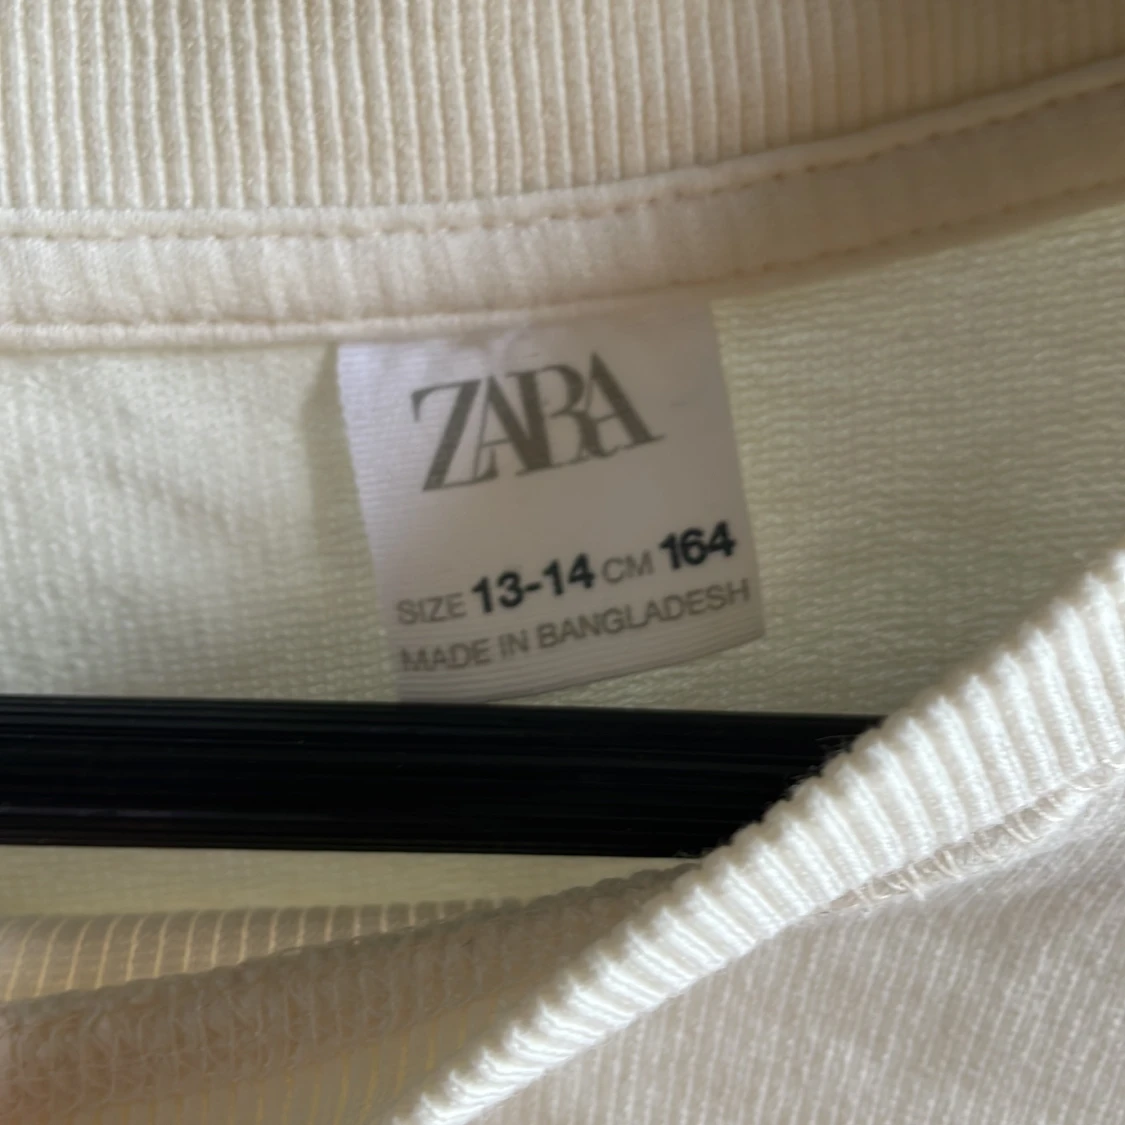 ZARA
SIZE 13-14 CM 164
MADE IN BANGLADESH